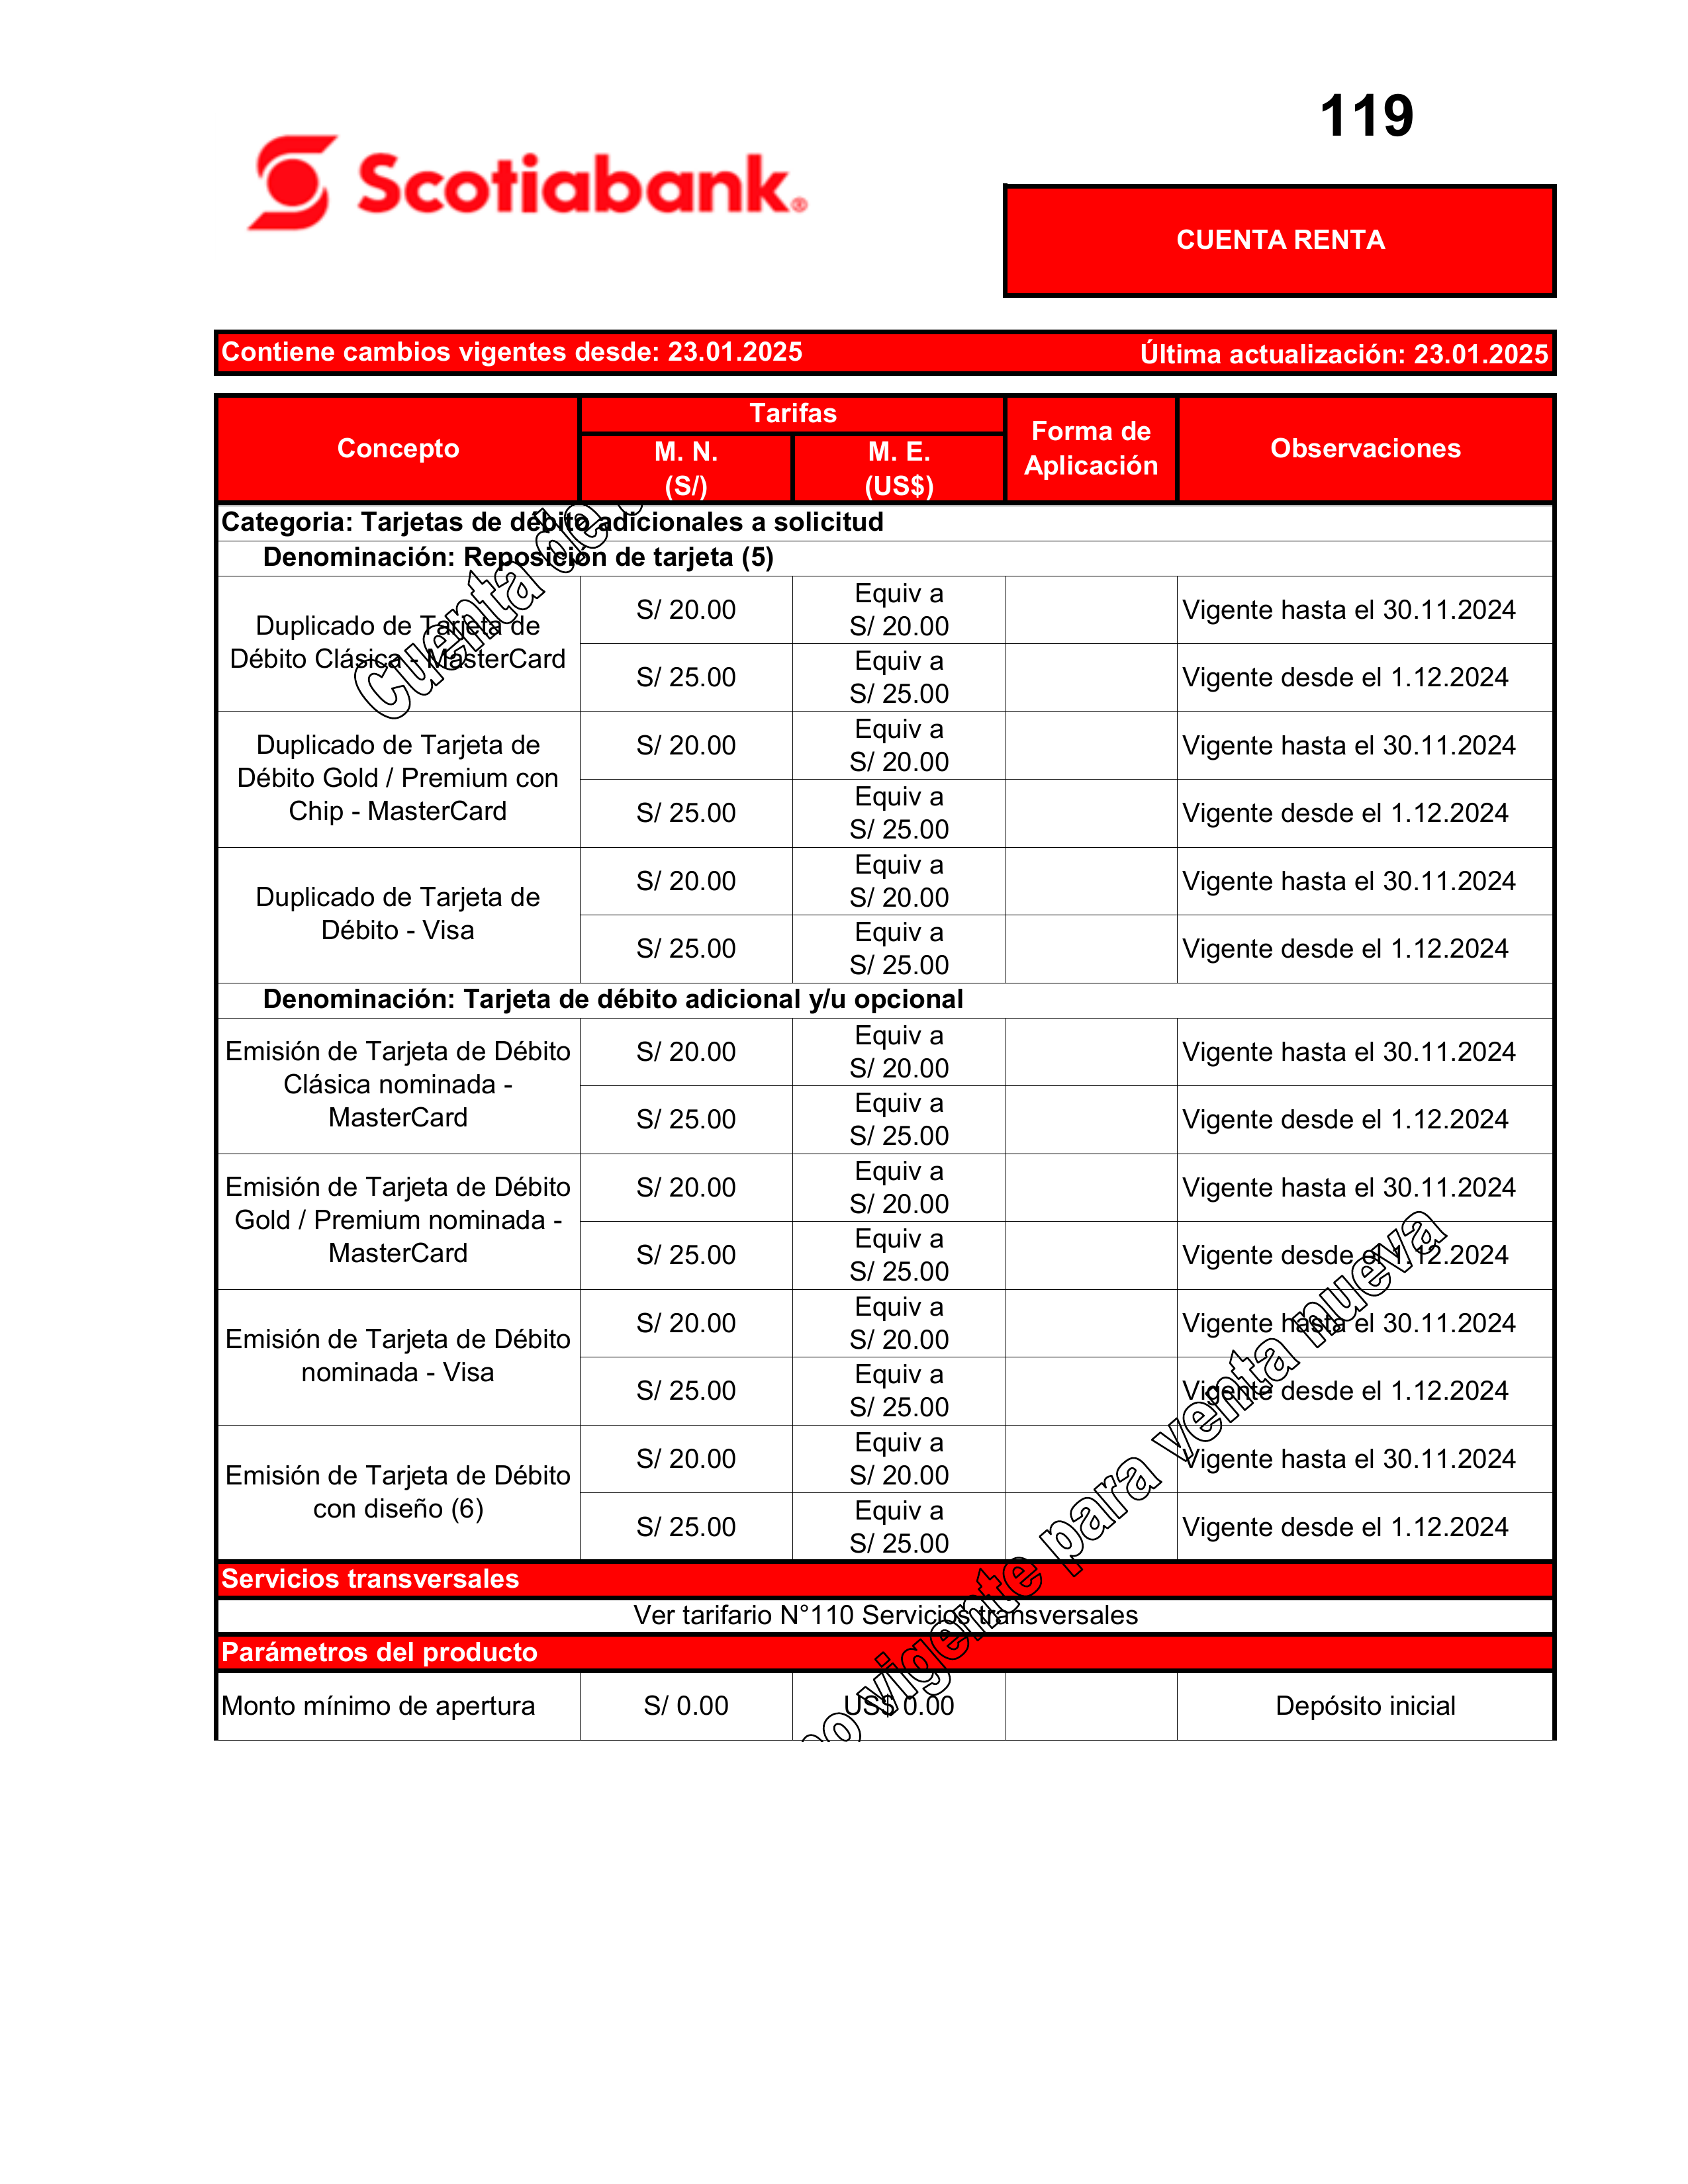 119
Scotiabank®
CUENTA RENTA
Contiene cambios vigentes desde: 23.01.2025 Última actualización: 23.01.2025
Concepto
Tarifas
M. N.
(S/)
M. E.
(US$)
Forma de
Aplicación
Observaciones
Categoria: Tarjetas de débito adicionales a solicitud
Denominación: Reposición de tarjeta (5)
Duplicado de Tarjeta de
Débito Clásica - MasterCard
S/ 20.00
Equiv a
S/ 20.00
Vigente hasta el 30.11.2024
S/ 25.00
Equiv a
S/ 25.00
Vigente desde el 1.12.2024
Duplicado de Tarjeta de
Débito Gold / Premium con
Chip - MasterCard
S/ 20.00
Equiv a
S/ 20.00
Vigente hasta el 30.11.2024
S/ 25.00
Equiv a
S/ 25.00
Vigente desde el 1.12.2024
Duplicado de Tarjeta de
Débito - Visa
S/ 20.00
Equiv a
S/ 20.00
Vigente hasta el 30.11.2024
S/ 25.00
Equiv a
S/ 25.00
Vigente desde el 1.12.2024
Denominación: Tarjeta de débito adicional y/u opcional
Emisión de Tarjeta de Débito
Clásica nominada -
MasterCard
S/ 20.00
Equiv a
S/ 20.00
Vigente hasta el 30.11.2024
S/ 25.00
Equiv a
S/ 25.00
Vigente desde el 1.12.2024
Emisión de Tarjeta de Débito
Gold / Premium nominada -
MasterCard
S/ 20.00
Equiv a
S/ 20.00
Vigente hasta el 30.11.2024
S/ 25.00
Equiv a
S/ 25.00
Vigente desde el 1.12.2024
Emisión de Tarjeta de Débito
nominada - Visa
S/ 20.00
Equiv a
S/ 20.00
Vigente hasta el 30.11.2024
S/ 25.00
Equiv a
S/ 25.00
Vigente desde el 1.12.2024
Emisión de Tarjeta de Débito
con diseño (6)
S/ 20.00
Equiv a
S/ 20.00
Vigente hasta el 30.11.2024
S/ 25.00
Equiv a
S/ 25.00
Vigente desde el 1.12.2024
Servicios transversales
Ver tarifario N°110 Servicios transversales
Parámetros del producto
Monto mínimo de apertura
S/ 0.00
US$ 0.00
Depósito inicial
Cuenta de
vigente para venta nueva